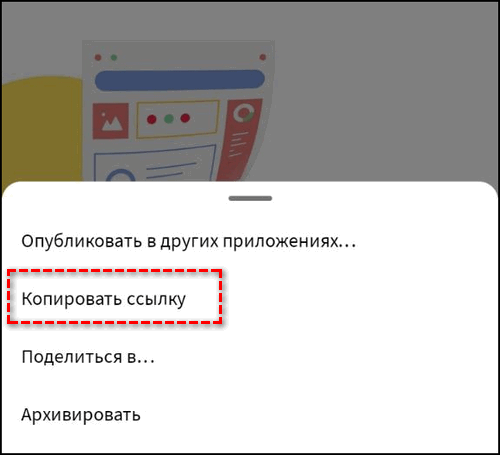 Опубликовать в других приложениях...
Копировать ссылку
Поделиться в...
Архивировать